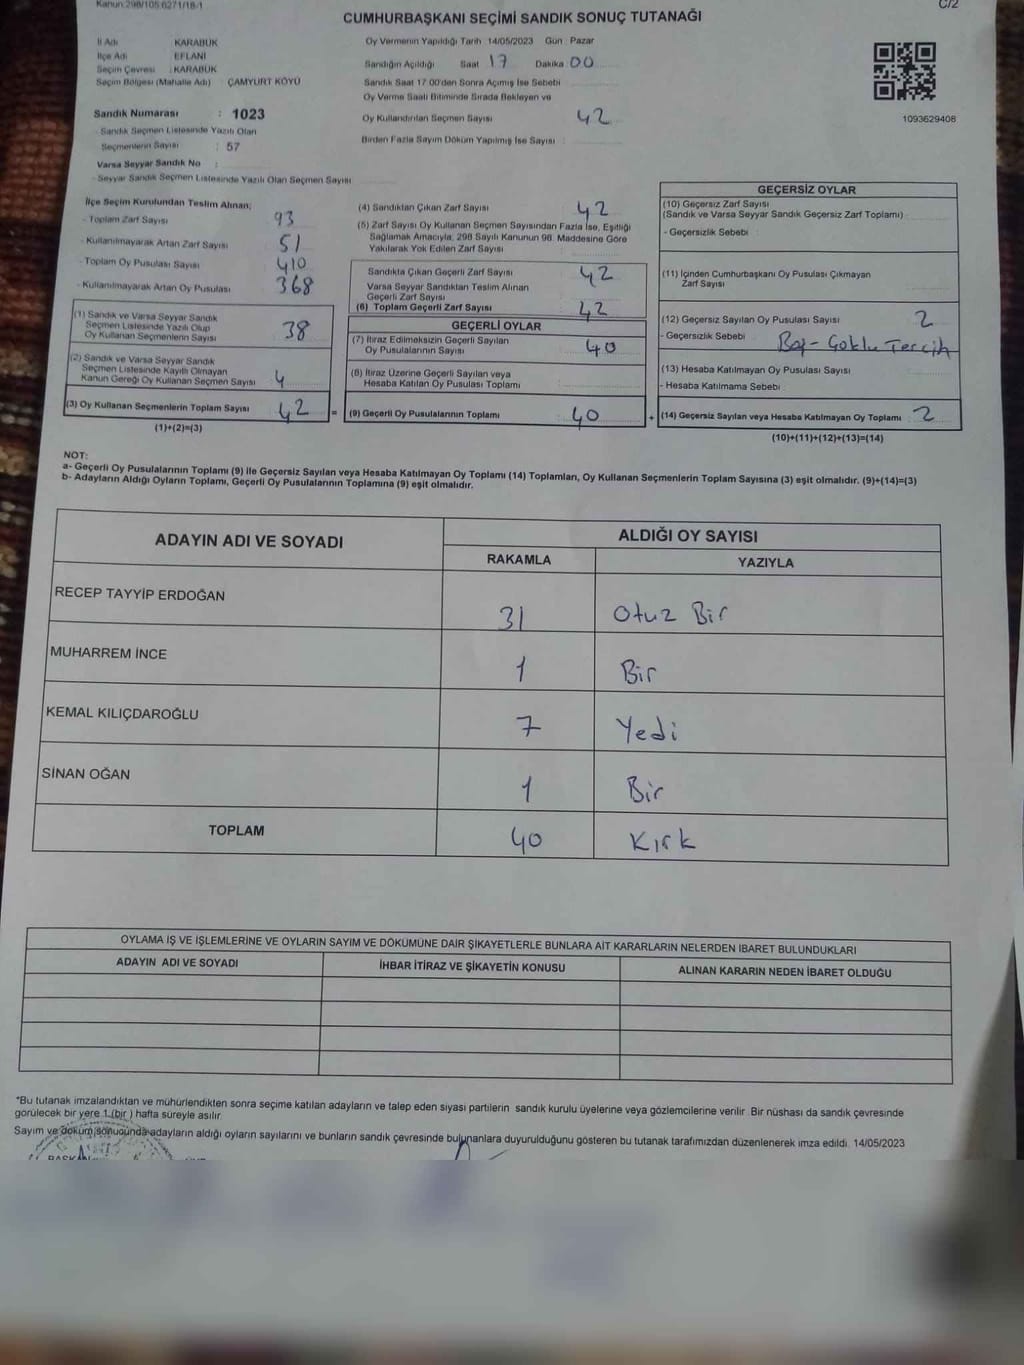 Kanun:298/105,6271/18-1
C/2
CUMHURBAŞKANI SEÇİMİ SANDIK SONUÇ TUTANAĞI
İl Adı : KARABÜK
İlçe Adı : EFLANİ
Seçim Çevresi : KARABÜK
Seçim Bölgesi (Mahalle Adı) : ÇAMYURT KÖYÜ
Sandık Numarası : 1023
- Sandık Seçmen Listesinde Yazılı Olan
Seçmenlerin Sayısı : 57
Varsa Seyyar Sandık No :
- Seyyar Sandık Seçmen Listesinde Yazılı Olan Seçmen Sayısı
Oy Vermenin Yapıldığı Tarih :14/05/2023 Gün : Pazar
Sandığın Açıldığı Saat 17 Dakika 00
Sandık Saat 17:00'den Sonra Açılmış İse Sebebi
Oy Verme Saati Bitiminde Sırada Bekleyen ve
Oy Kullandırılan Seçmen Sayısı 42
Birden Fazla Sayım Döküm Yapılmış İse Sayısı :
1093629408
İlçe Seçim Kurulundan Teslim Alınan;
- Toplam Zarf Sayısı 93
- Kullanılmayarak Artan Zarf Sayısı 51
- Toplam Oy Pusulası Sayısı 410
- Kullanılmayarak Artan Oy Pusulası 368
(1) Sandık ve Varsa Seyyar Sandık
Seçmen Listesinde Yazılı Olup
Oy Kullanan Seçmenlerin Sayısı 38
(2) Sandık ve Varsa Seyyar Sandık
Seçmen Listesinde Kayıtlı Olmayan
Kanun Gereği Oy Kullanan Seçmen Sayısı 4
(3) Oy Kullanan Seçmenlerin Toplam Sayısı 42
(1)+(2)=(3)
(4) Sandıktan Çıkan Zarf Sayısı 42
(5) Zarf Sayısı Oy Kullanan Seçmen Sayısından Fazla İse, Eşitliği
Sağlamak Amacıyla, 298 Sayılı Kanunun 98. Maddesine Göre
Yakılarak Yok Edilen Zarf Sayısı
Sandıkta Çıkan Geçerli Zarf Sayısı 42
Varsa Seyyar Sandıktan Teslim Alınan
Geçerli Zarf Sayısı
(6) Toplam Geçerli Zarf Sayısı 42
GEÇERLİ OYLAR
(7) İtiraz Edilmeksizin Geçerli Sayılan
Oy Pusulalarının Sayısı 40
(8) İtiraz Üzerine Geçerli Sayılan veya
Hesaba Katılan Oy Pusulası Toplamı
= (9) Geçerli Oy Pusulalarının Toplamı 40
GEÇERSİZ OYLAR
(10) Geçersiz Zarf Sayısı
(Sandık ve Varsa Seyyar Sandık Geçersiz Zarf Toplamı)
- Geçersizlik Sebebi
(11) İçinden Cumhurbaşkanı Oy Pusulası Çıkmayan
Zarf Sayısı
(12) Geçersiz Sayılan Oy Pusulası Sayısı 2
- Geçersizlik Sebebi Boş- Çoklu Tercih
(13) Hesaba Katılmayan Oy Pusulası Sayısı
- Hesaba Katılmama Sebebi
+ (14) Geçersiz Sayılan veya Hesaba Katılmayan Oy Toplamı 2
(10)+(11)+(12)+(13)=(14)
NOT:
a- Geçerli Oy Pusulalarının Toplamı (9) ile Geçersiz Sayılan veya Hesaba Katılmayan Oy Toplamı (14) Toplamları, Oy Kullanan Seçmenlerin Toplam Sayısına (3) eşit olmalıdır. (9)+(14)=(3)
b- Adayların Aldığı Oyların Toplamı, Geçerli Oy Pusulalarının Toplamına (9) eşit olmalıdır.
ADAYIN ADI VE SOYADI
ALDIĞI OY SAYISI
RAKAMLA YAZIYLA
RECEP TAYYİP ERDOĞAN 31 Otuz Bir
MUHARREM İNCE 1 Bir
KEMAL KILIÇDAROĞLU 7 Yedi
SİNAN OĞAN 1 Bir
TOPLAM 40 Kırk
OYLAMA İŞ VE İŞLEMLERİNE VE OYLARIN SAYIM VE DÖKÜMÜNE DAİR ŞİKAYETLERLE BUNLARA AİT KARARLARIN NELERDEN İBARET BULUNDUKLARI
ADAYIN ADI VE SOYADI İHBAR İTİRAZ VE ŞİKAYETİN KONUSU ALINAN KARARIN NEDEN İBARET OLDUĞU
*Bu tutanak imzalandıktan ve mühürlendikten sonra seçime katılan adayların ve talep eden siyasi partilerin sandık kurulu üyelerine veya gözlemcilerine verilir. Bir nüshası da sandık çevresinde
görülecek bir yere 1 (bir ) hafta süreyle asılır.
Sayım ve döküm sonucunda adayların aldığı oyların sayılarını ve bunların sandık çevresinde bulunanlara duyurulduğunu gösteren bu tutanak tarafımızdan düzenlenerek imza edildi. 14/05/2023